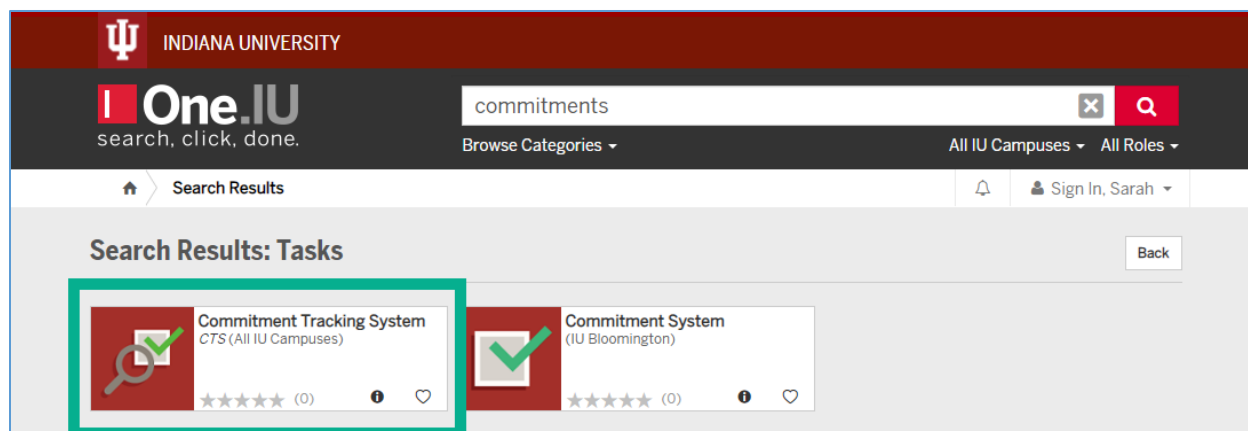 INDIANA UNIVERSITY
One.IU
search, click, done.
commitments
Browse Categories
All IU Campuses
All Roles
Search Results
Sign In, Sarah
Search Results: Tasks
Back
Commitment Tracking System
CTS (All IU Campuses)
(0)
Commitment System
(IU Bloomington)
(0)